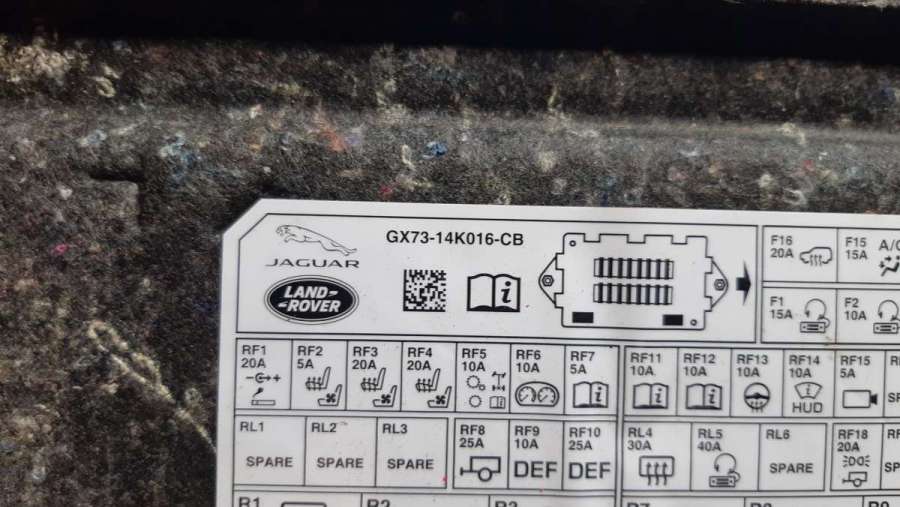 GX73-14K016-CB
JAGUAR
LAND-
ROVER
F16
20A
F15
15A
A/C
F1
15A
F2
10A
RF1
20A
RF2
5A
RF3
20A
RF4
20A
RF5
10A
RF6
10A
RF7
5A
RF11
10A
RF12
10A
RF13
10A
RF14
10A
HUD
RF15
5A
RL1
SPARE
RL2
SPARE
RL3
SPARE
RF8
25A
RF9
10A
DEF
RF10
25A
DEF
RL4
30A
RL5
40A
RL6
SPARE
RF18
20A
R1
R2
R3
R7
R8
R9